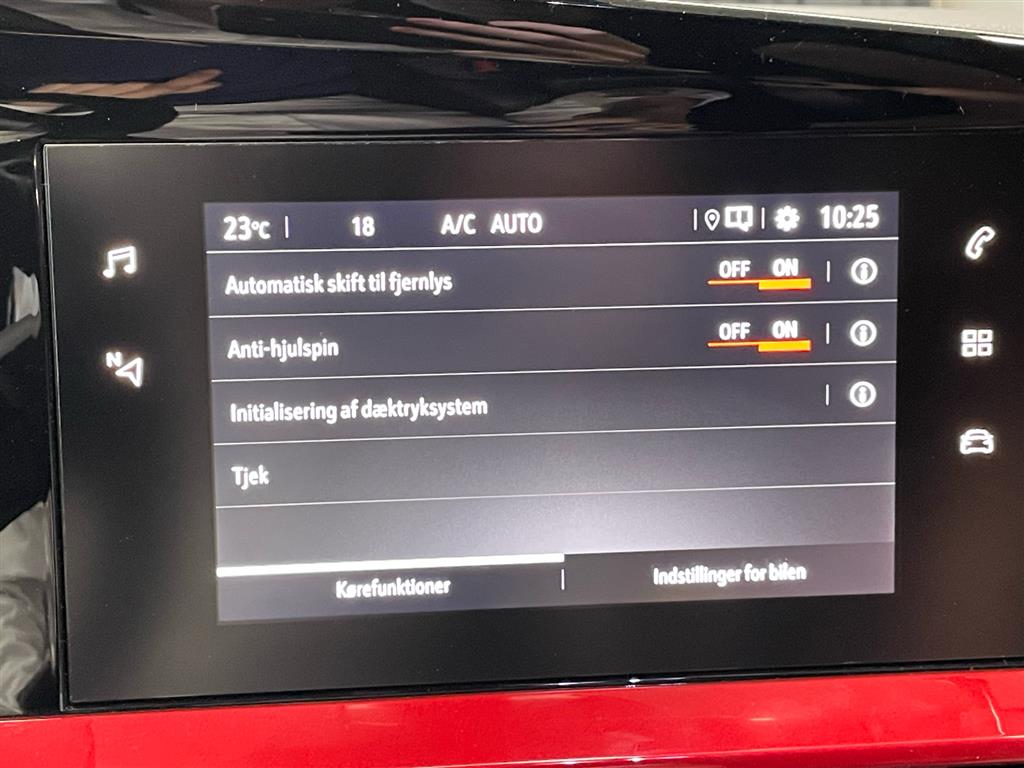 23°C 18 A/C AUTO 10:25
Automatisk skift til fjernlys OFF ON
N
Anti-hjulspin OFF ON
Initialisering af dæktryksystem
Tjek
Kørefunktioner Indstillinger for bilen